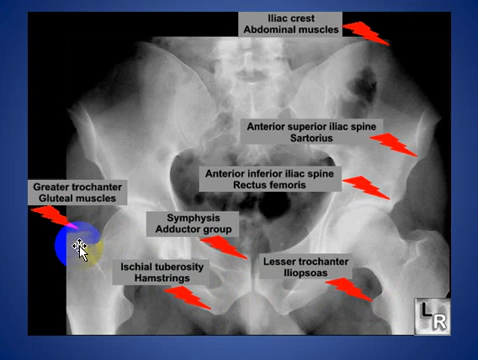 Iliac crest
Abdominal muscles
Anterior superior iliac spine
Sartorius
Anterior inferior iliac spine
Rectus femoris
Greater trochanter
Gluteal muscles
Symphysis
Adductor group
Ischial tuberosity
Hamstrings
Lesser trochanter
Iliopsoas
L
R